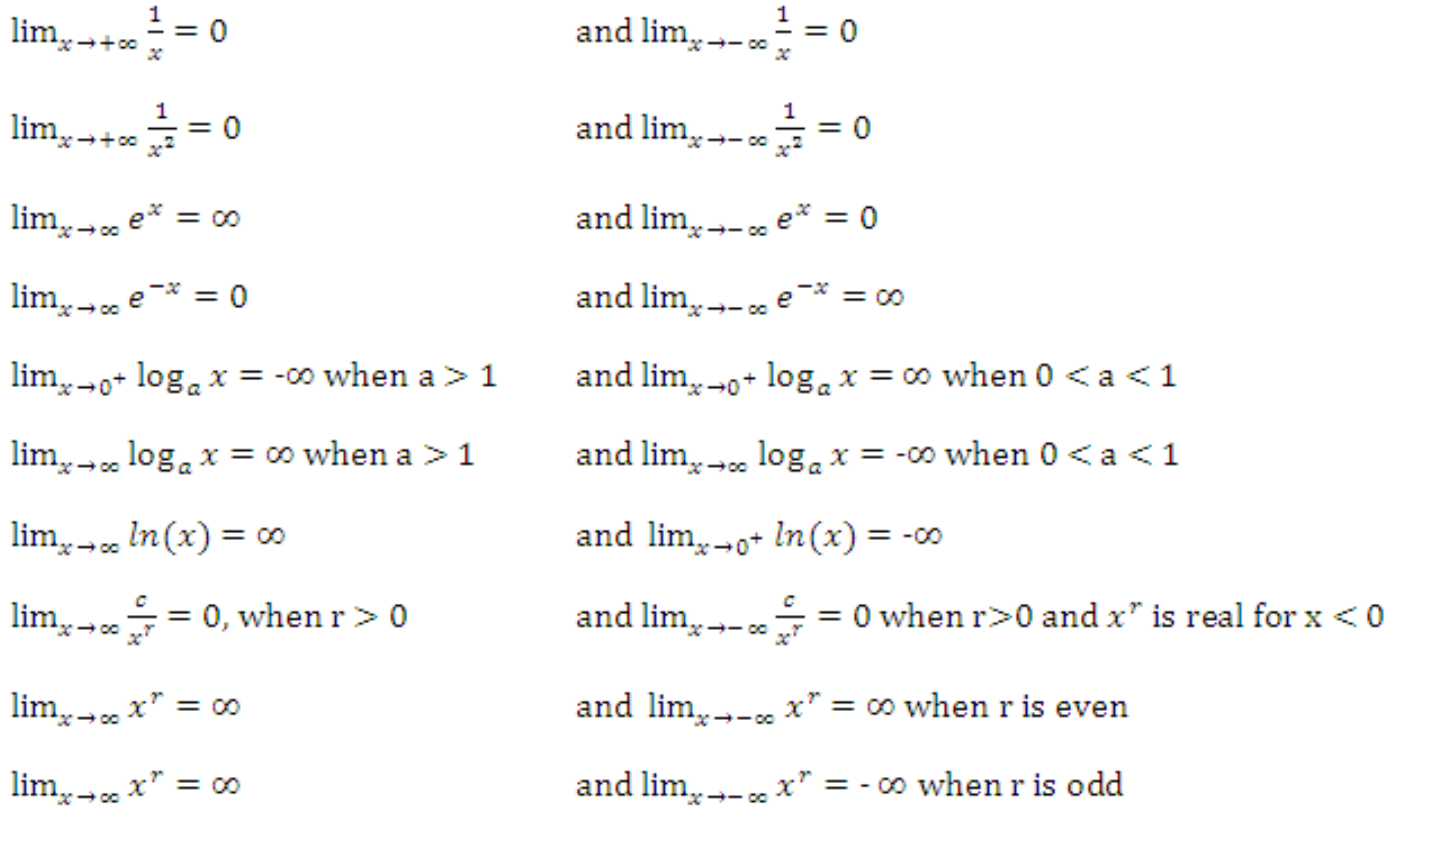 lim_{x→+∞} 1/x = 0 and lim_{x→−∞} 1/x = 0
lim_{x→+∞} 1/x² = 0 and lim_{x→−∞} 1/x² = 0
lim_{x→∞} e^x = ∞ and lim_{x→−∞} e^x = 0
lim_{x→∞} e^{−x} = 0 and lim_{x→−∞} e^{−x} = ∞
lim_{x→0⁺} log_a x = -∞ when a > 1 and lim_{x→0⁺} log_a x = ∞ when 0 < a < 1
lim_{x→∞} log_a x = ∞ when a > 1 and lim_{x→∞} log_a x = -∞ when 0 < a < 1
lim_{x→∞} ln(x) = ∞ and lim_{x→0⁺} ln(x) = -∞
lim_{x→∞} c/x^r = 0, when r > 0 and lim_{x→−∞} c/x^r = 0 when r>0 and x^r is real for x < 0
lim_{x→∞} x^r = ∞ and lim_{x→−∞} x^r = ∞ when r is even
lim_{x→∞} x^r = ∞ and lim_{x→−∞} x^r = - ∞ when r is odd